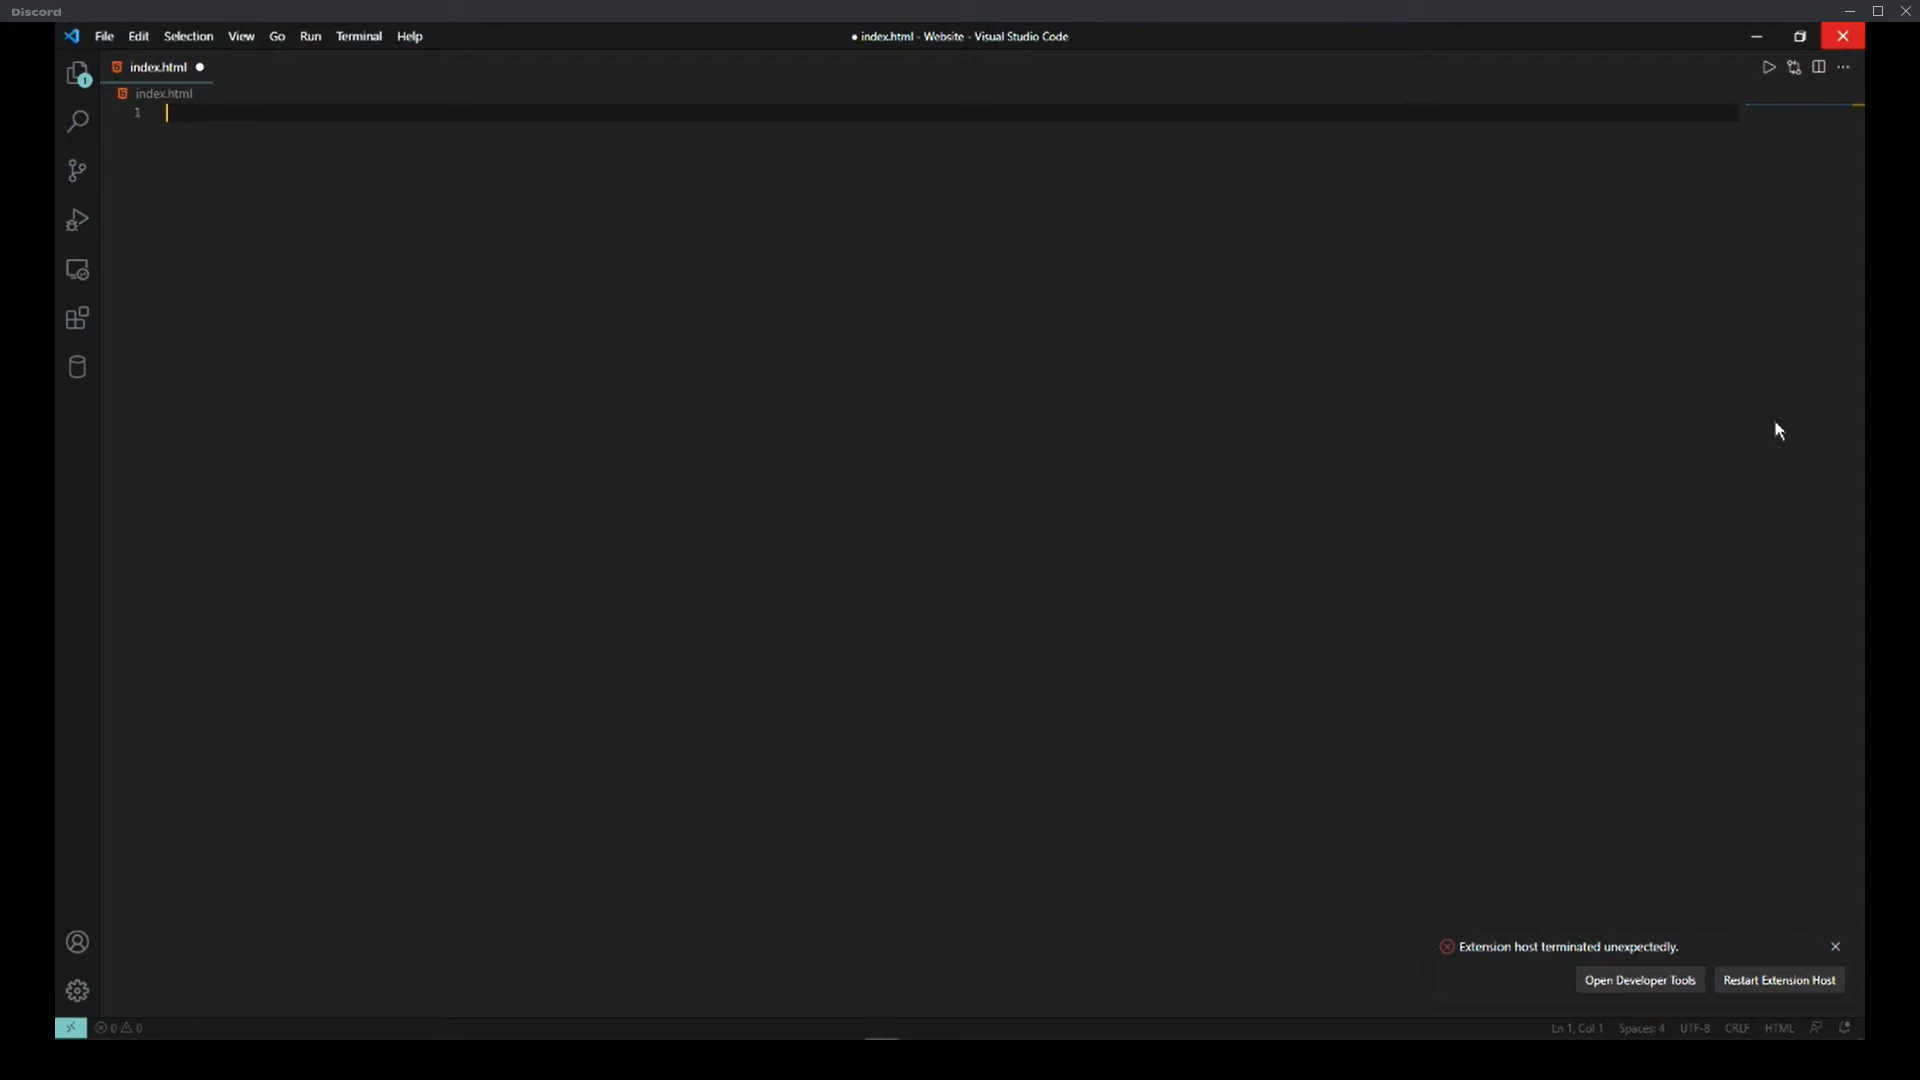 Discord
File Edit Selection View Go Run Terminal Help
● index.html - Website - Visual Studio Code
index.html ●
1
index.html
1
Extension host terminated unexpectedly.
Open Developer Tools Restart Extension Host
0 0
Ln 1, Col 1 Spaces: 4 UTF-8 CRLF HTML